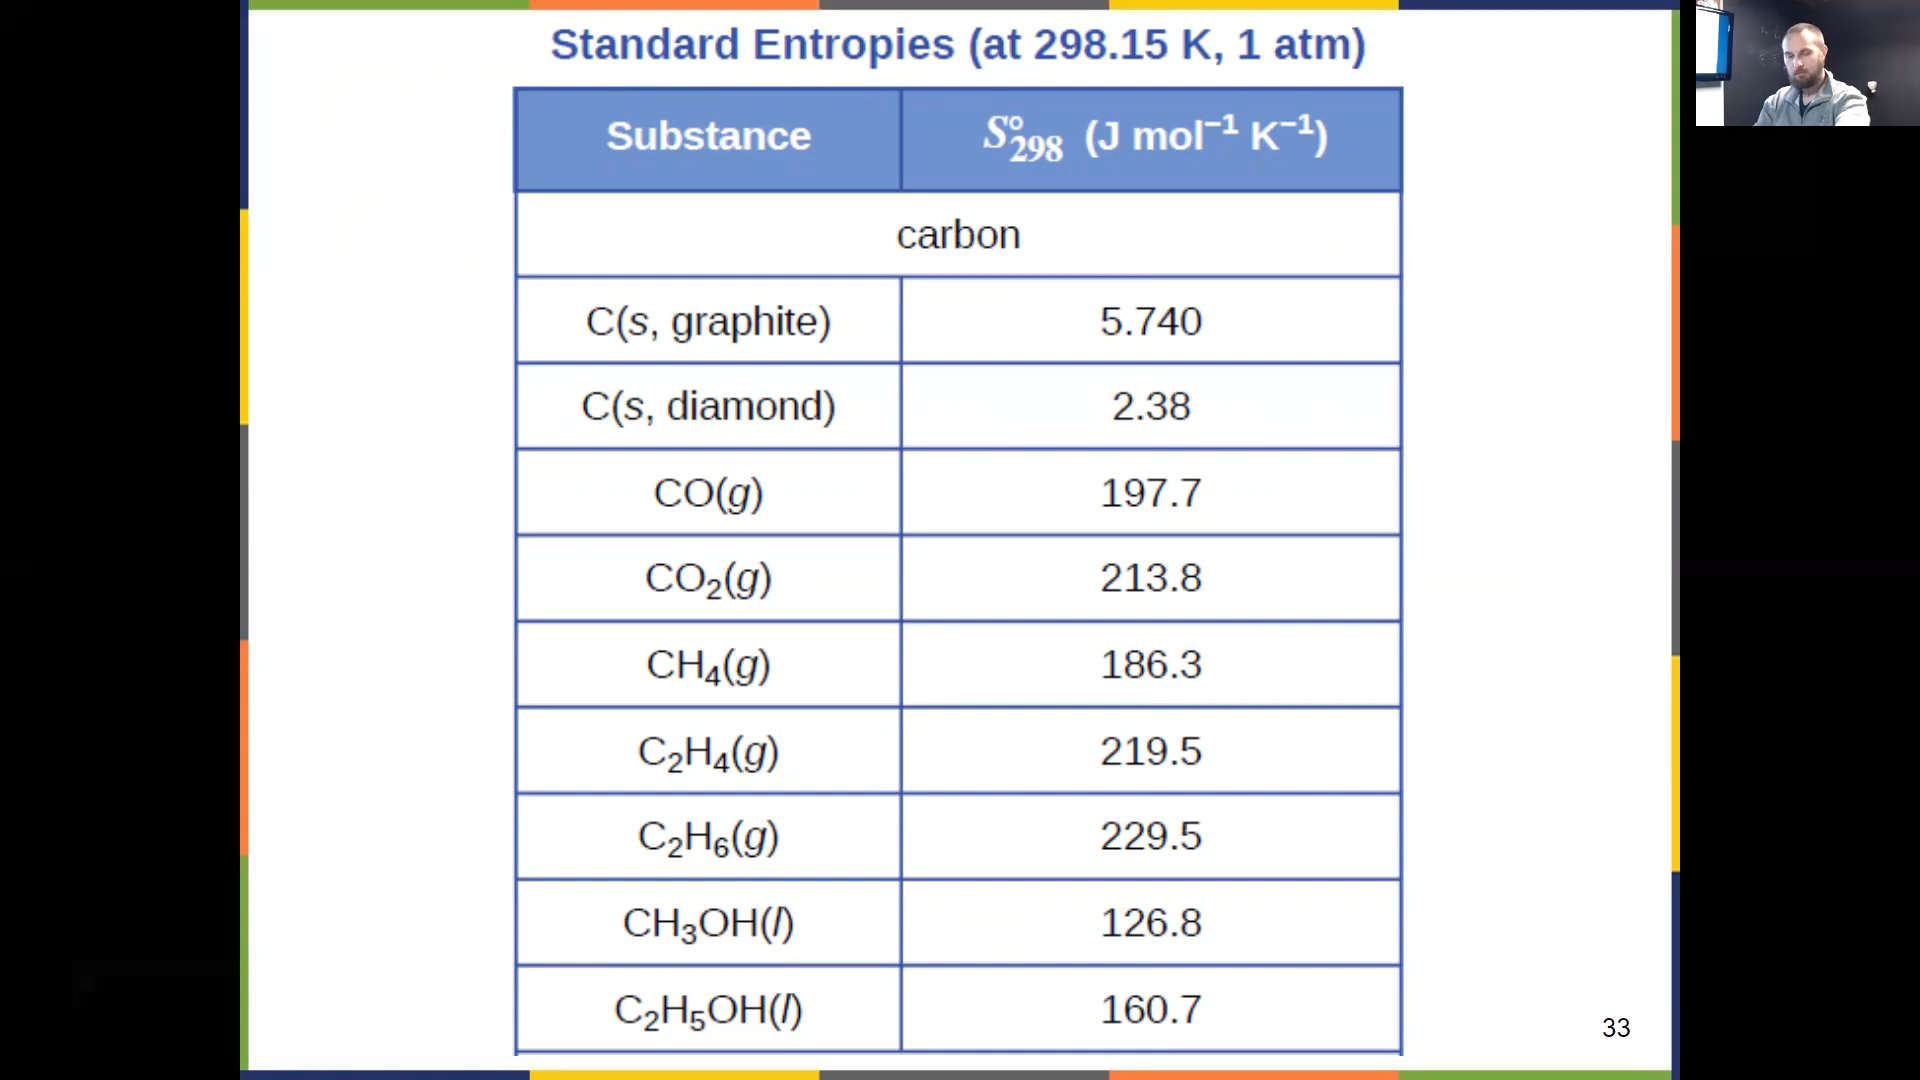 Standard Entropies (at 298.15 K, 1 atm)
Substance S°298 (J mol⁻¹ K⁻¹)
carbon
C(s, graphite) 5.740
C(s, diamond) 2.38
CO(g) 197.7
CO₂(g) 213.8
CH₄(g) 186.3
C₂H₄(g) 219.5
C₂H₆(g) 229.5
CH₃OH(l) 126.8
C₂H₅OH(l) 160.7
33